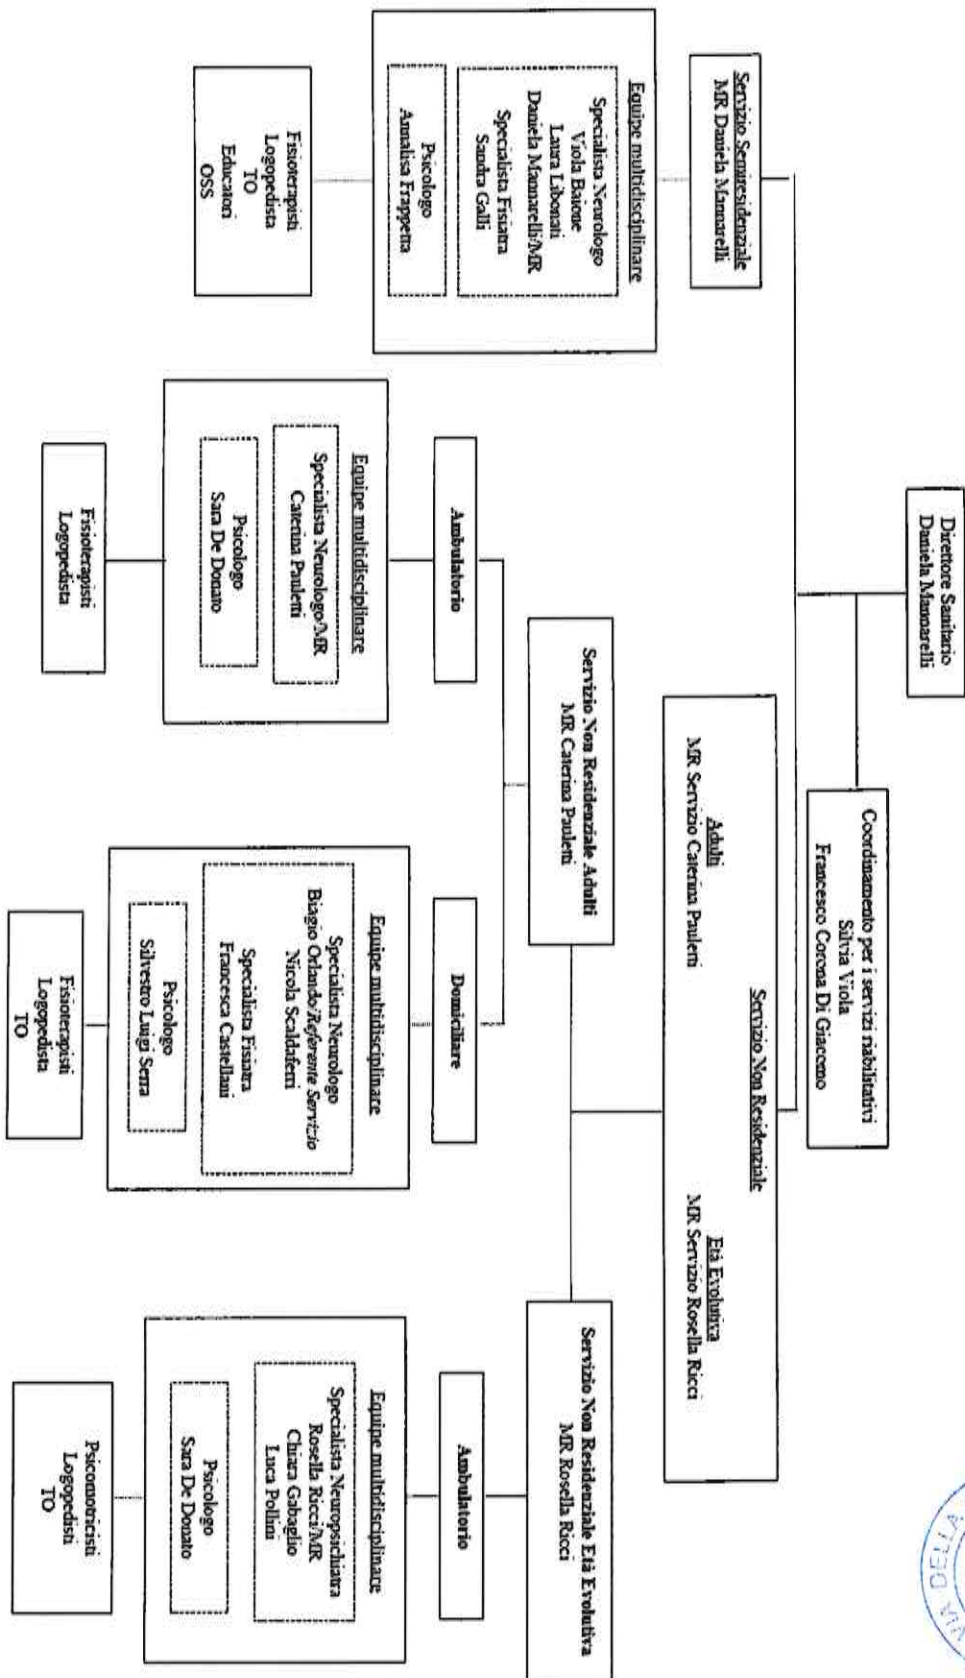 Direttore Sanitario
Daniela Mannarelli
Coordinamento per i servizi riabilitativi
Silvia Viola
Francesco Corona Di Giacomo
Servizio Semiresidenziale
MR Daniela Mannarelli
Equipe multidisciplinare
Specialista Neurologo
Viola Baione
Laura Libonati
Daniela Mannarelli/MR
Specialista Fisiatra
Sandra Galli
Psicologo
Annalisa Frappetta
Fisioterapisti
Logopedista
TO
Educatori
OSS
Servizio Non Residenziale
Adulti
MR Servizio Caterina Pauletti
Età Evolutiva
MR Servizio Rosella Ricci
Servizio Non Residenziale Adulti
MR Caterina Pauletti
Ambulatorio
Equipe multidisciplinare
Specialista Neurologo/MR
Caterina Pauletti
Psicologo
Sara De Donato
Fisioterapisti
Logopedista
Domiciliare
Equipe multidisciplinare
Specialista Neurologo
Biagio Orlando/Referente Servizio
Nicola Scaldaferri
Specialista Fisiatra
Francesca Castellani
Psicologo
Silvestro Luigi Serra
Fisioterapisti
Logopedista
TO
Servizio Non Residenziale Età Evolutiva
MR Rosella Ricci
Ambulatorio
Equipe multidisciplinare
Specialista Neuropsichiatra
Rosella Ricci/MR
Chiara Gabaglio
Luca Pollini
Psicologo
Sara De Donato
Psicomotricisti
Logopedisti
TO
VIA DELLA